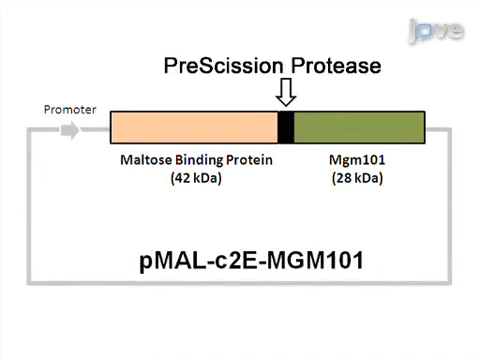 jove
PreScission Protease
Promoter
Maltose Binding Protein
(42 kDa)
Mgm101
(28 kDa)
pMAL-c2E-MGM101